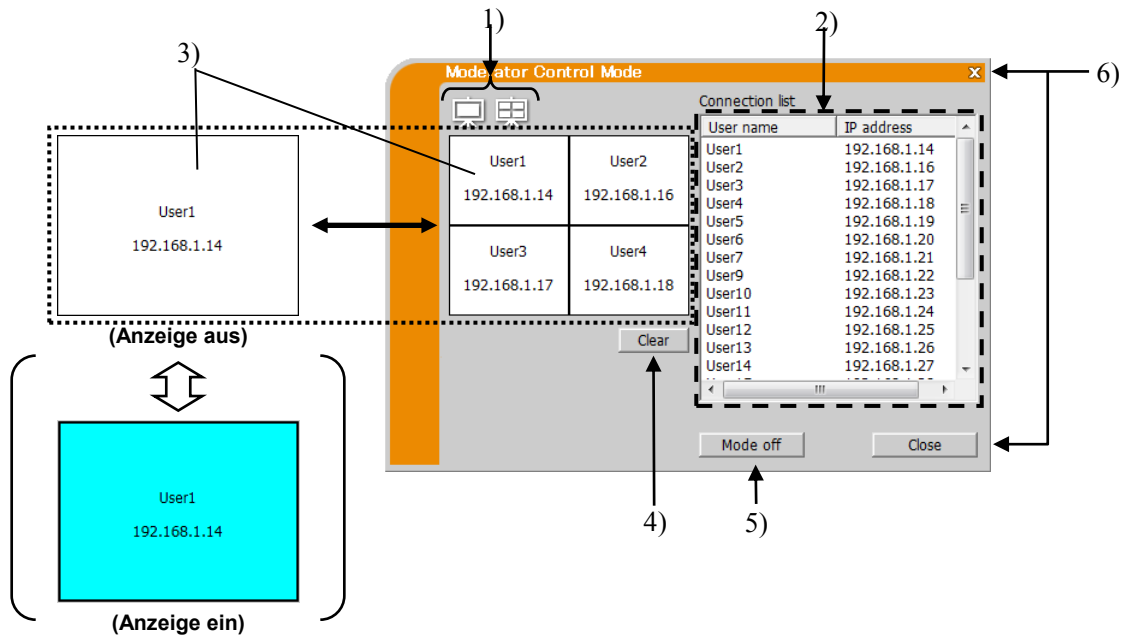 1)
2)
3)
Moderator Control Mode
6)
Connection list
User name IP address
User1 192.168.1.14
User2 192.168.1.16
User3 192.168.1.17
User4 192.168.1.18
User5 192.168.1.19
User6 192.168.1.20
User7 192.168.1.21
User9 192.168.1.22
User10 192.168.1.23
User11 192.168.1.24
User12 192.168.1.25
User13 192.168.1.26
User14 192.168.1.27
User1 User2
192.168.1.14 192.168.1.16
User3 User4
192.168.1.17 192.168.1.18
User1
192.168.1.14
(Anzeige aus)
Clear
Mode off
Close
User1
192.168.1.14
(Anzeige ein)
4)
5)